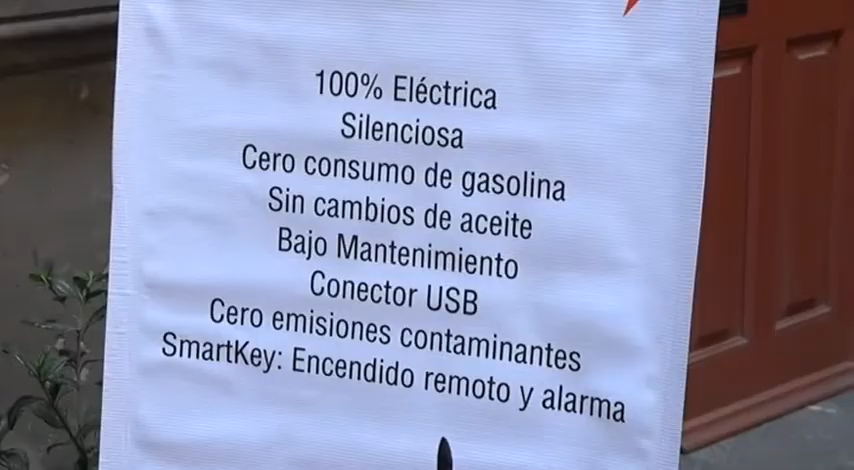 100% Eléctrica
Silenciosa
Cero consumo de gasolina
Sin cambios de aceite
Bajo Mantenimiento
Conector USB
Cero emisiones contaminantes
SmartKey: Encendido remoto y alarma